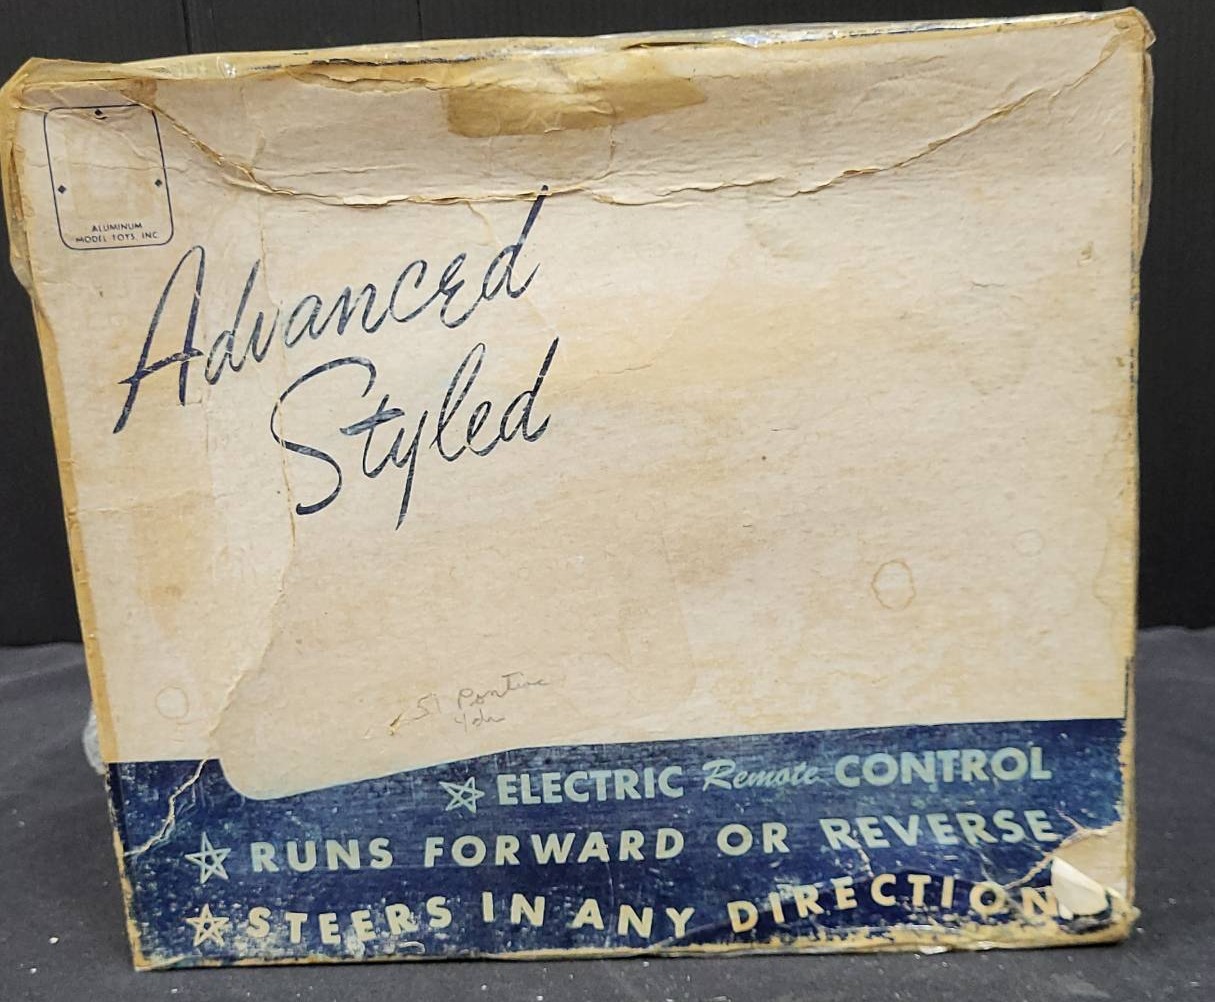 ALUMINUM
MODEL TOYS, INC.
Advanced
Styled
51 Pontiac
ELECTRIC Remote CONTROL
RUNS FORWARD OR REVERSE
STEERS IN ANY DIRECTION